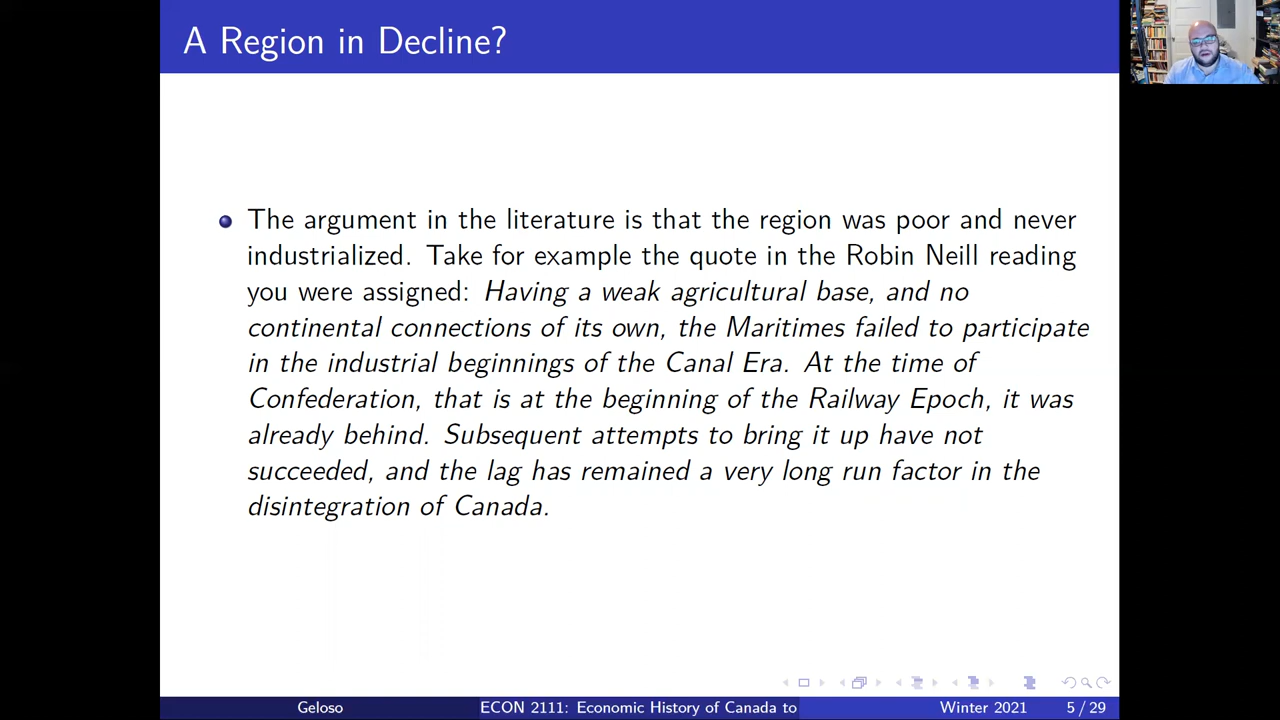 A Region in Decline?
The argument in the literature is that the region was poor and never
industrialized. Take for example the quote in the Robin Neill reading
you were assigned: Having a weak agricultural base, and no
continental connections of its own, the Maritimes failed to participate
in the industrial beginnings of the Canal Era. At the time of
Confederation, that is at the beginning of the Railway Epoch, it was
already behind. Subsequent attempts to bring it up have not
succeeded, and the lag has remained a very long run factor in the
disintegration of Canada.
Geloso
ECON 2111: Economic History of Canada to
Winter 2021
5 / 29